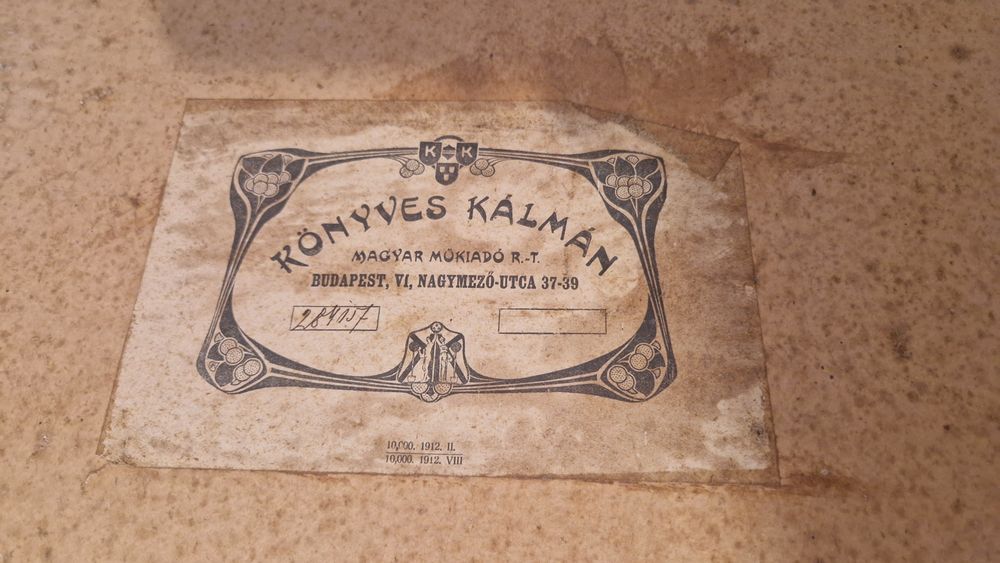 K K
KÖNYVES KÁLMÁN
MAGYAR MŰKIADÓ R.-T.
BUDAPEST, VI, NAGYMEZŐ-UTCA 37-39
10,000. 1912. II.
10,000. 1912. VIII